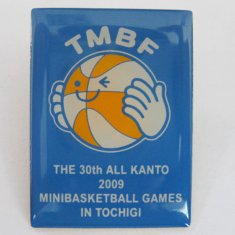 TMBF
THE 30th ALL KANTO
2009
MINIBASKETBALL GAMES
IN TOCHIGI